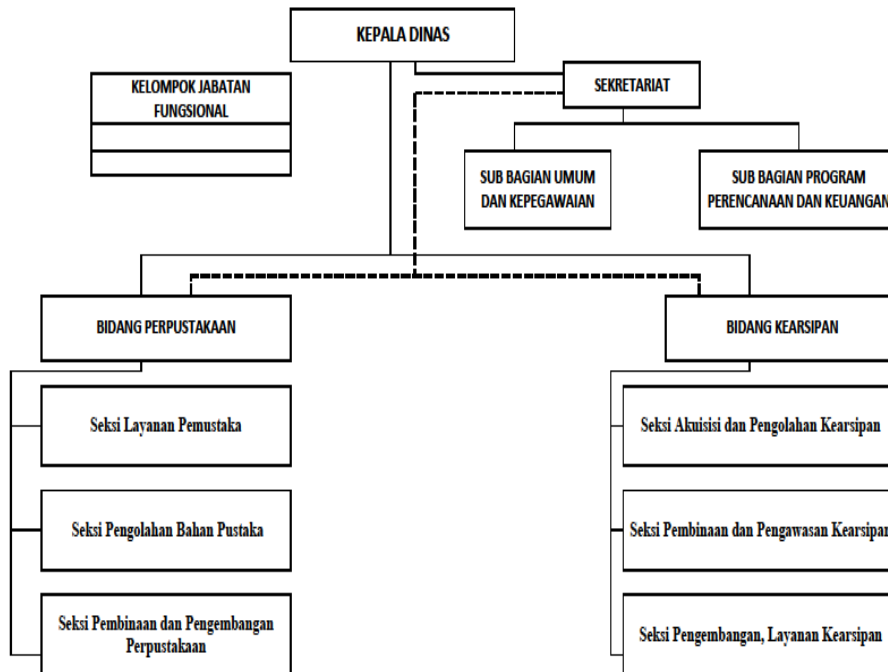 KEPALA DINAS
KELOMPOK JABATAN
FUNGSIONAL
SEKRETARIAT
SUB BAGIAN UMUM
DAN KEPEGAWAIAN
SUB BAGIAN PROGRAM
PERENCANAAN DAN KEUANGAN
BIDANG PERPUSTAKAAN
BIDANG KEARSIPAN
Seksi Layanan Pemustaka
Seksi Akuisisi dan Pengolahan Kearsipan
Seksi Pengolahan Bahan Pustaka
Seksi Pembinaan dan Pengawasan Kearsipan
Seksi Pembinaan dan Pengembangan
Perpustakaan
Seksi Pengembangan, Layanan Kearsipan